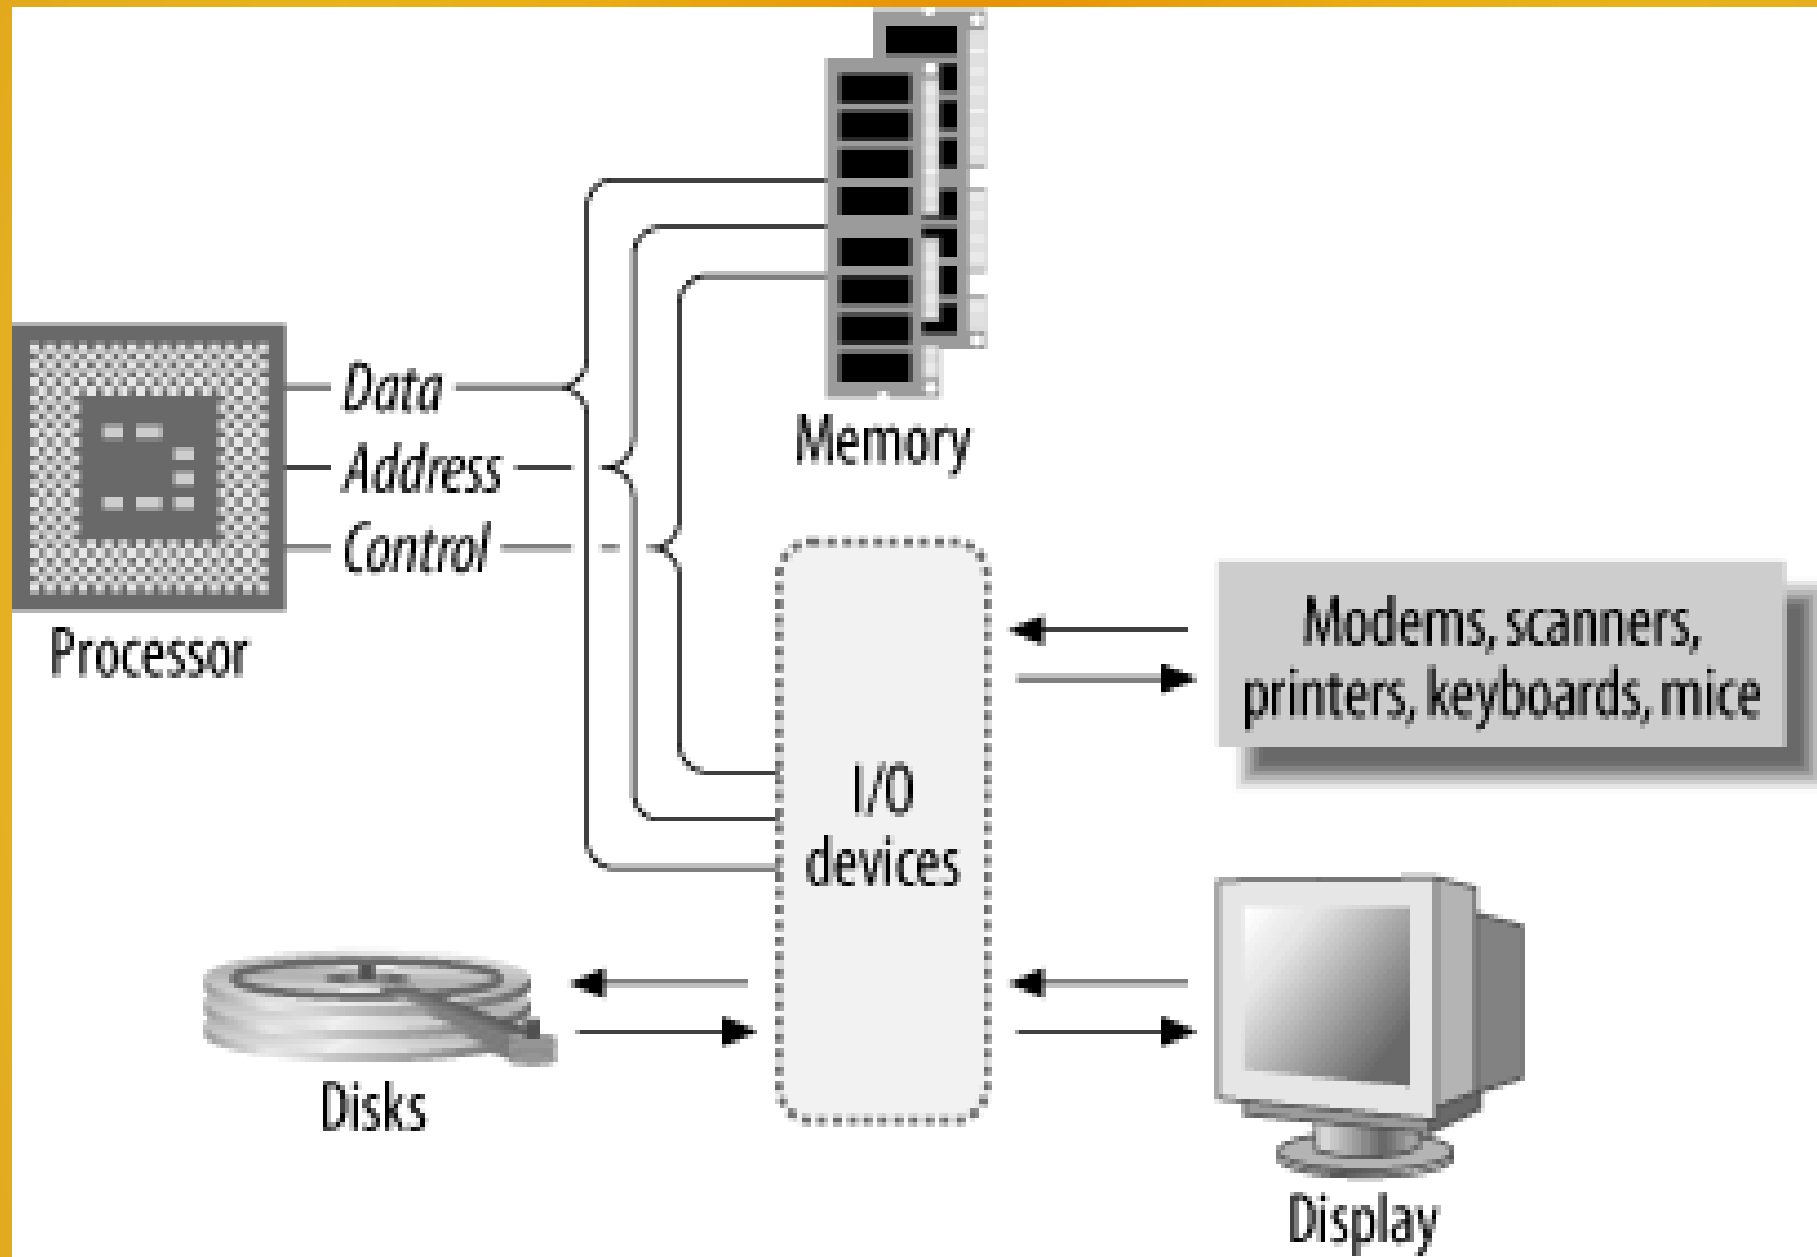 Data
Address
Control
Processor
Memory
I/O
devices
Modems, scanners,
printers, keyboards, mice
Disks
Display